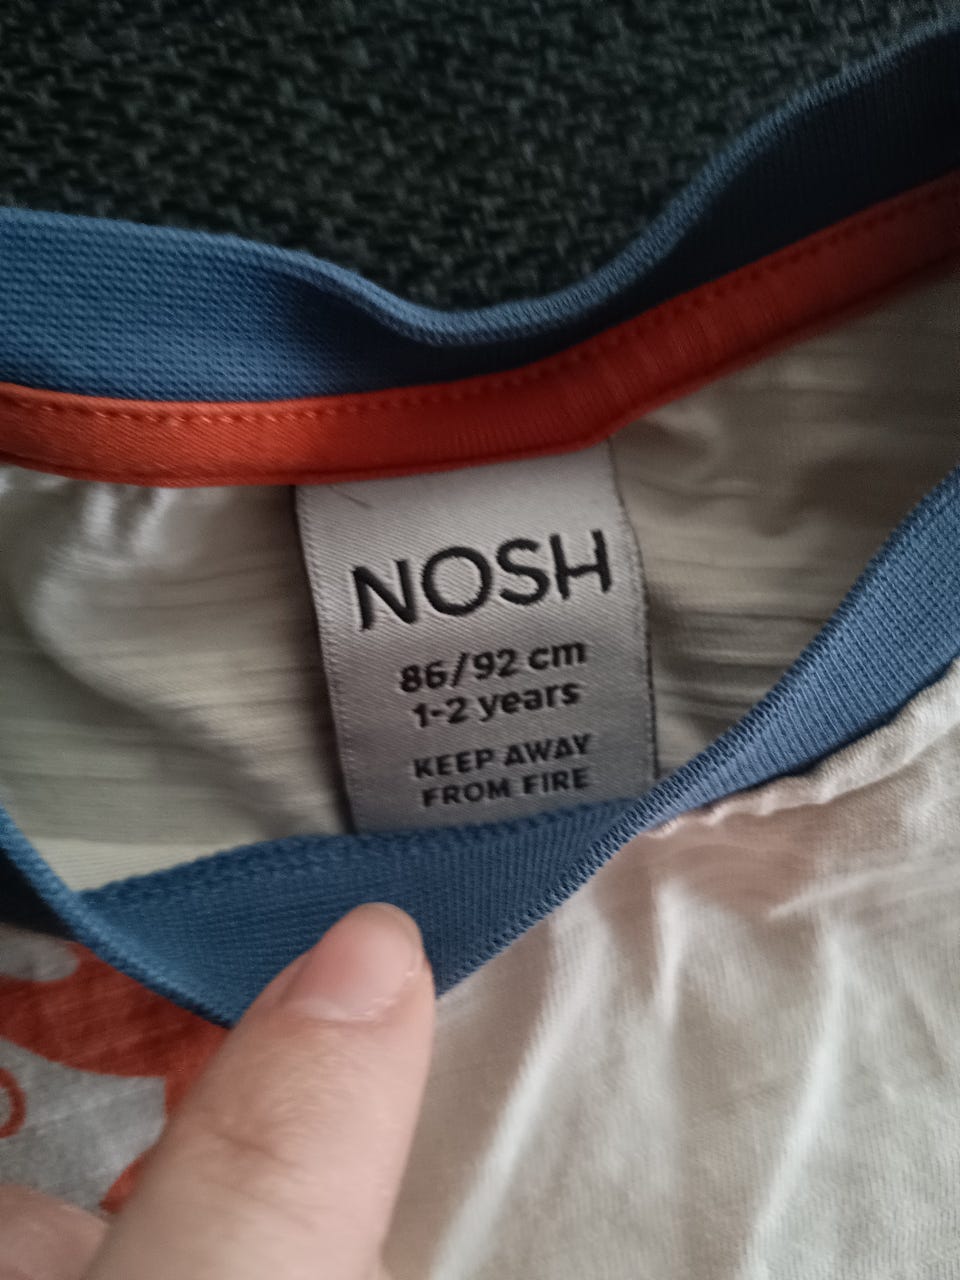 NOSH
86/92 cm
1-2 years
KEEP AWAY
FROM FIRE